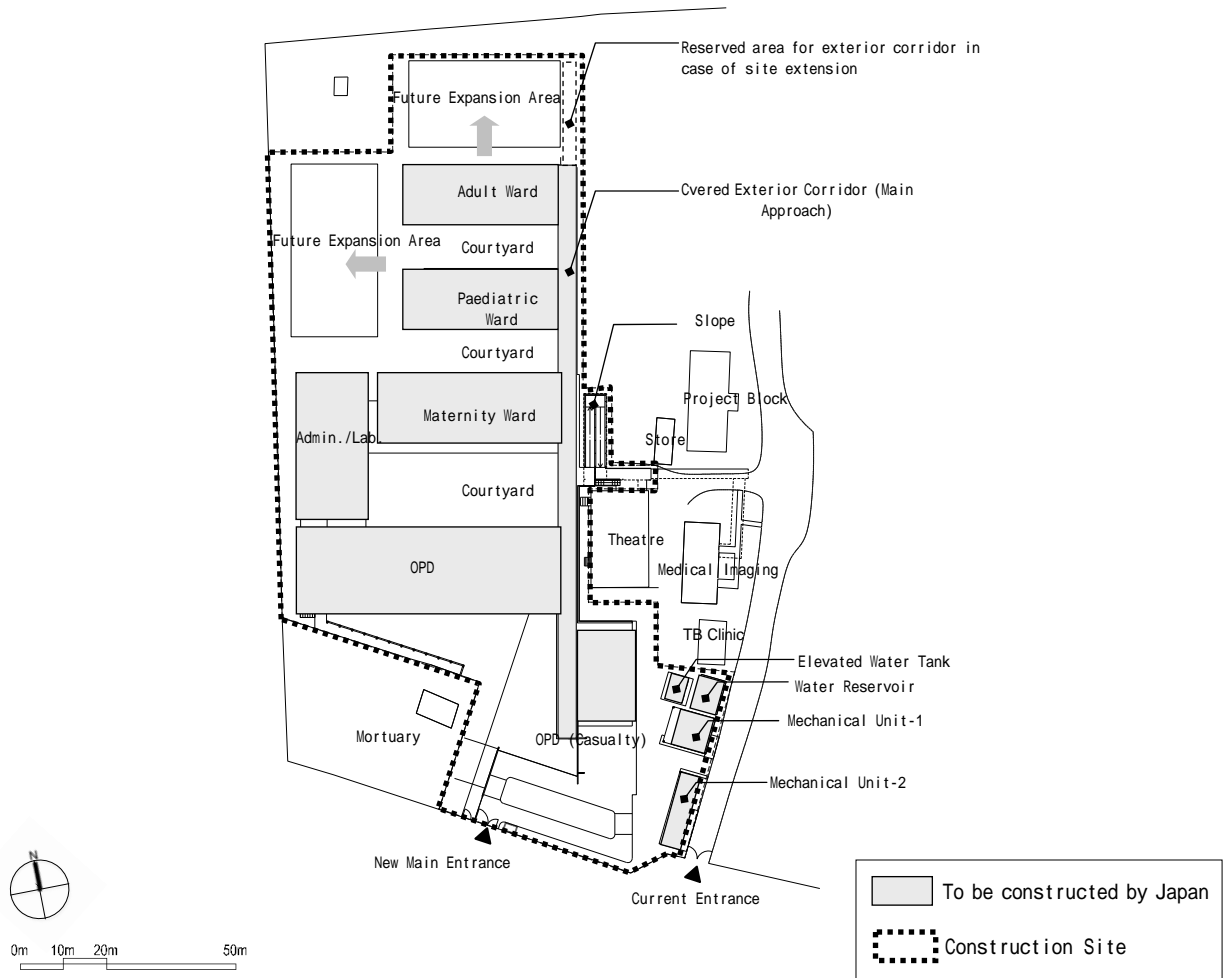 Reserved area for exterior corridor in
case of site extension
Future Expansion Area
Adult Ward
Cvered Exterior Corridor (Main
Approach)
Courtyard
Future Expansion Area
Paediatric
Ward
Slope
Courtyard
Project Block
Maternity Ward
Admin./Lab.
Store
Courtyard
Theatre
OPD
Medical Imaging
TB Clinic
Elevated Water Tank
Water Reservoir
Mechanical Unit-1
Mortuary
OPD (Casualty)
Mechanical Unit-2
New Main Entrance
Current Entrance
N
0m 10m 20m 50m
To be constructed by Japan
Construction Site